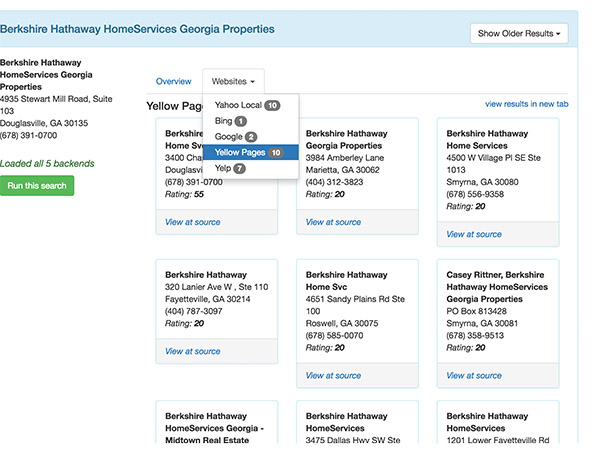 Berkshire Hathaway HomeServices Georgia Properties
Show Older Results
Berkshire Hathaway
HomeServices Georgia
Properties
4935 Stewart Mill Road, Suite
103
Douglasville, GA 30135
(678) 391-0700
Loaded all 5 backends
Run this search
Overview
Websites
Yahoo Local 10
Bing 1
Google 2
Yellow Pages 10
Yelp 7
Yellow Pag
view results in new tab
Berkshire
Home Sv
3400 Cha
Douglasvi
(678) 391-0700
Rating: 55
View at source
Berkshire Hathaway
Georgia Properties
3984 Amberley Lane
Marietta, GA 30062
(404) 312-3823
Rating: 20
View at source
Berkshire Hathaway
Home Services
4500 W Village Pl SE Ste
1013
Smyrna, GA 30080
(678) 556-9358
Rating: 20
View at source
Berkshire Hathaway
320 Lanier Ave W , Ste 110
Fayetteville, GA 30214
(404) 787-3097
Rating: 20
View at source
Berkshire Hathaway
Home Svc
4651 Sandy Plains Rd Ste
100
Roswell, GA 30075
(678) 585-0070
Rating: 20
View at source
Casey Rittner, Berkshire
Hathaway HomeServices
Georgia Properties
PO Box 813428
Smyrna, GA 30081
(678) 358-9513
Rating: 20
View at source
Berkshire Hathaway
HomeServices Georgia -
Midtown Real Estate
Berkshire Hathaway
HomeServices
3475 Dallas Hwy SW Ste
Berkshire Hathaway
HomeServices
1201 Lower Fayetteville Rd